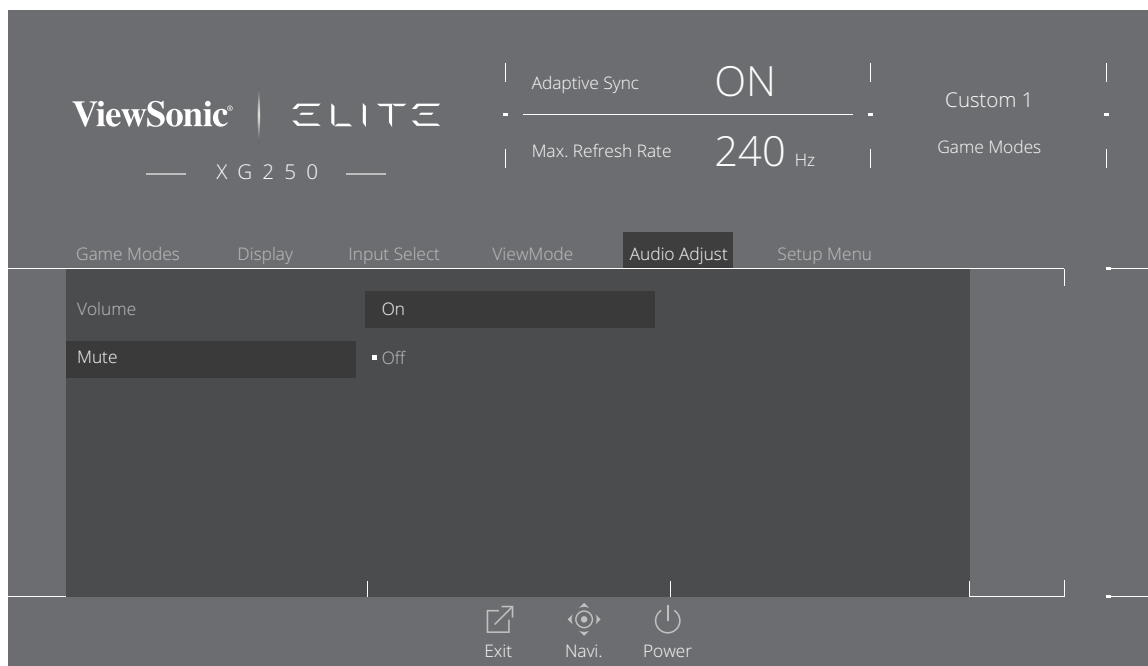 ViewSonic® ELITE
XG250
Adaptive Sync ON
Max. Refresh Rate 240 Hz
Custom 1
Game Modes
Game Modes Display Input Select ViewMode Audio Adjust Setup Menu
Volume On
Mute Off
Exit Navi. Power